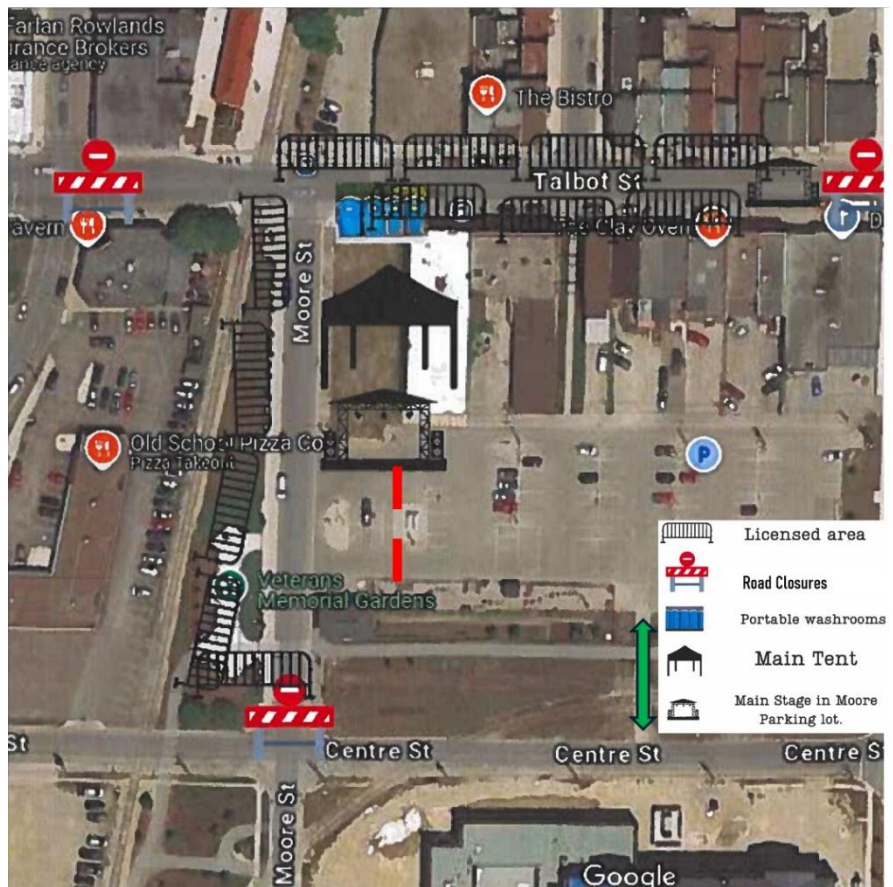 Farlan Rowlands
urance Brokers
ance agency
The Bistro
Talbot St
avern
The Clay Oven
D
Moore St
Old School Pizza Co
Pizza Takeout
P
Licensed area
Road Closures
Veterans
Memorial Gardens
Portable washrooms
Main Tent
Main Stage in Moore
Parking lot.
St
Centre St
Centre St
Centre S
Moore St
Google